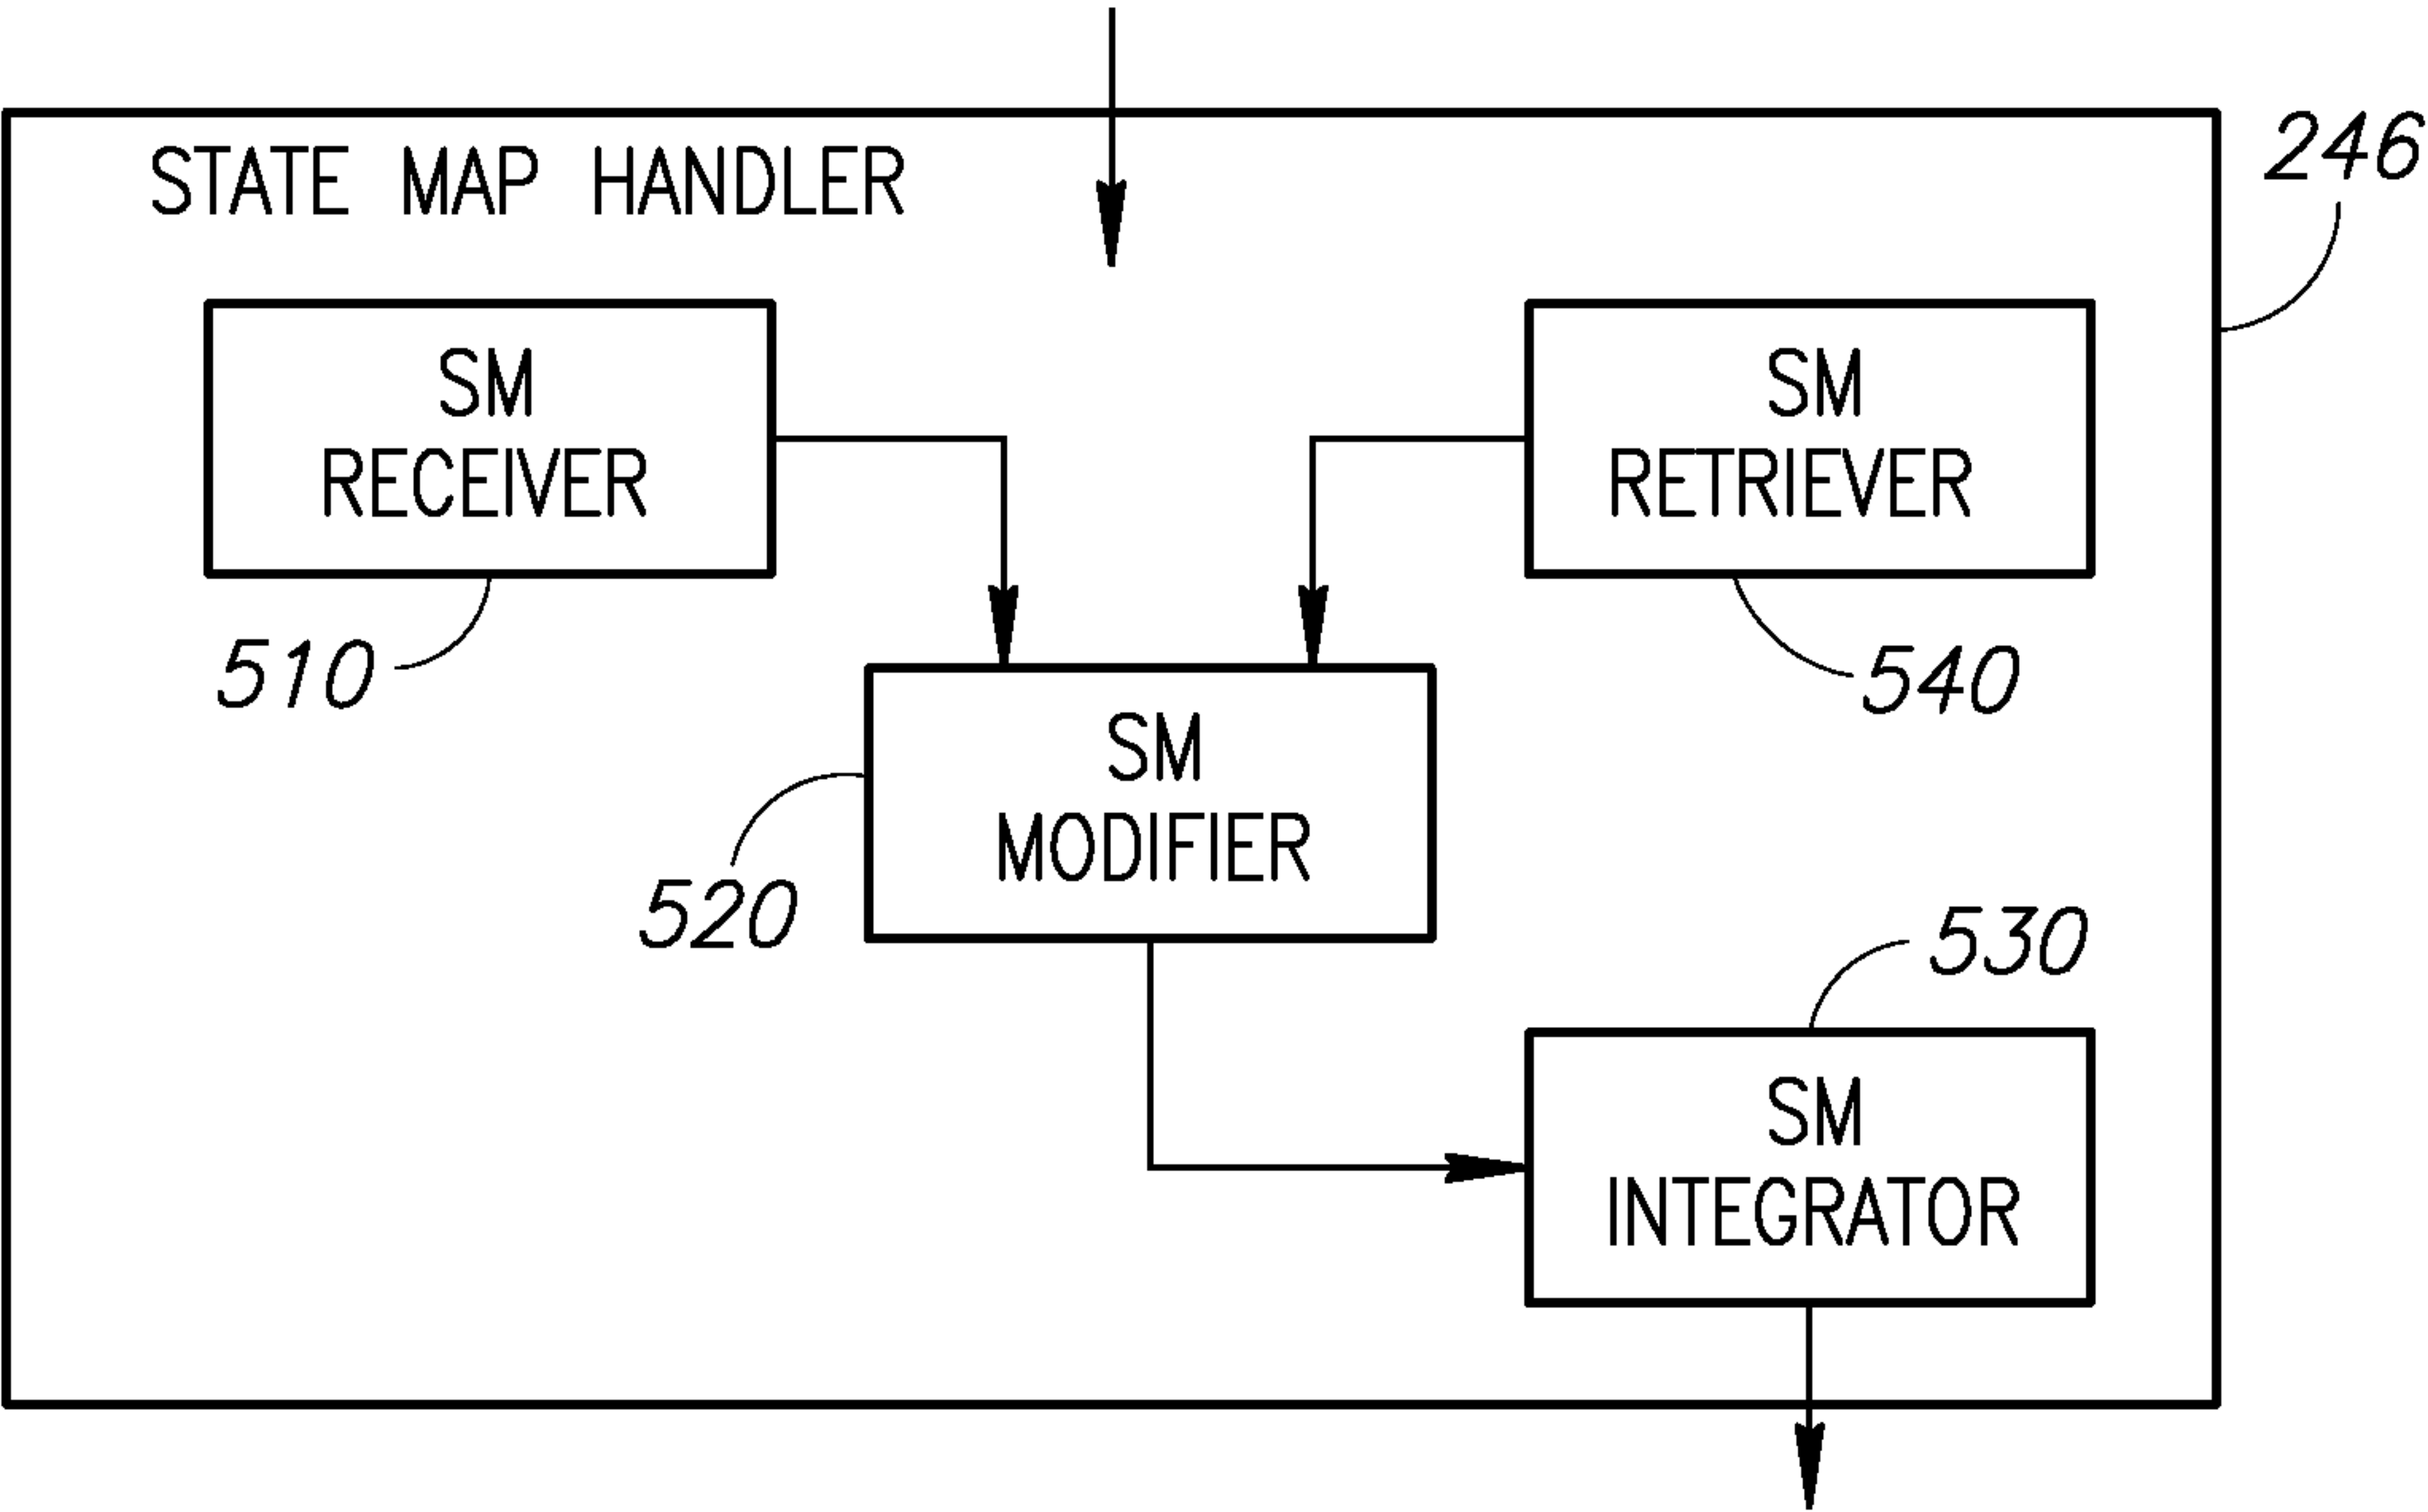 STATE MAP HANDLER
246
SM
RECEIVER
SM
RETRIEVER
510
540
SM
MODIFIER
520
530
SM
INTEGRATOR